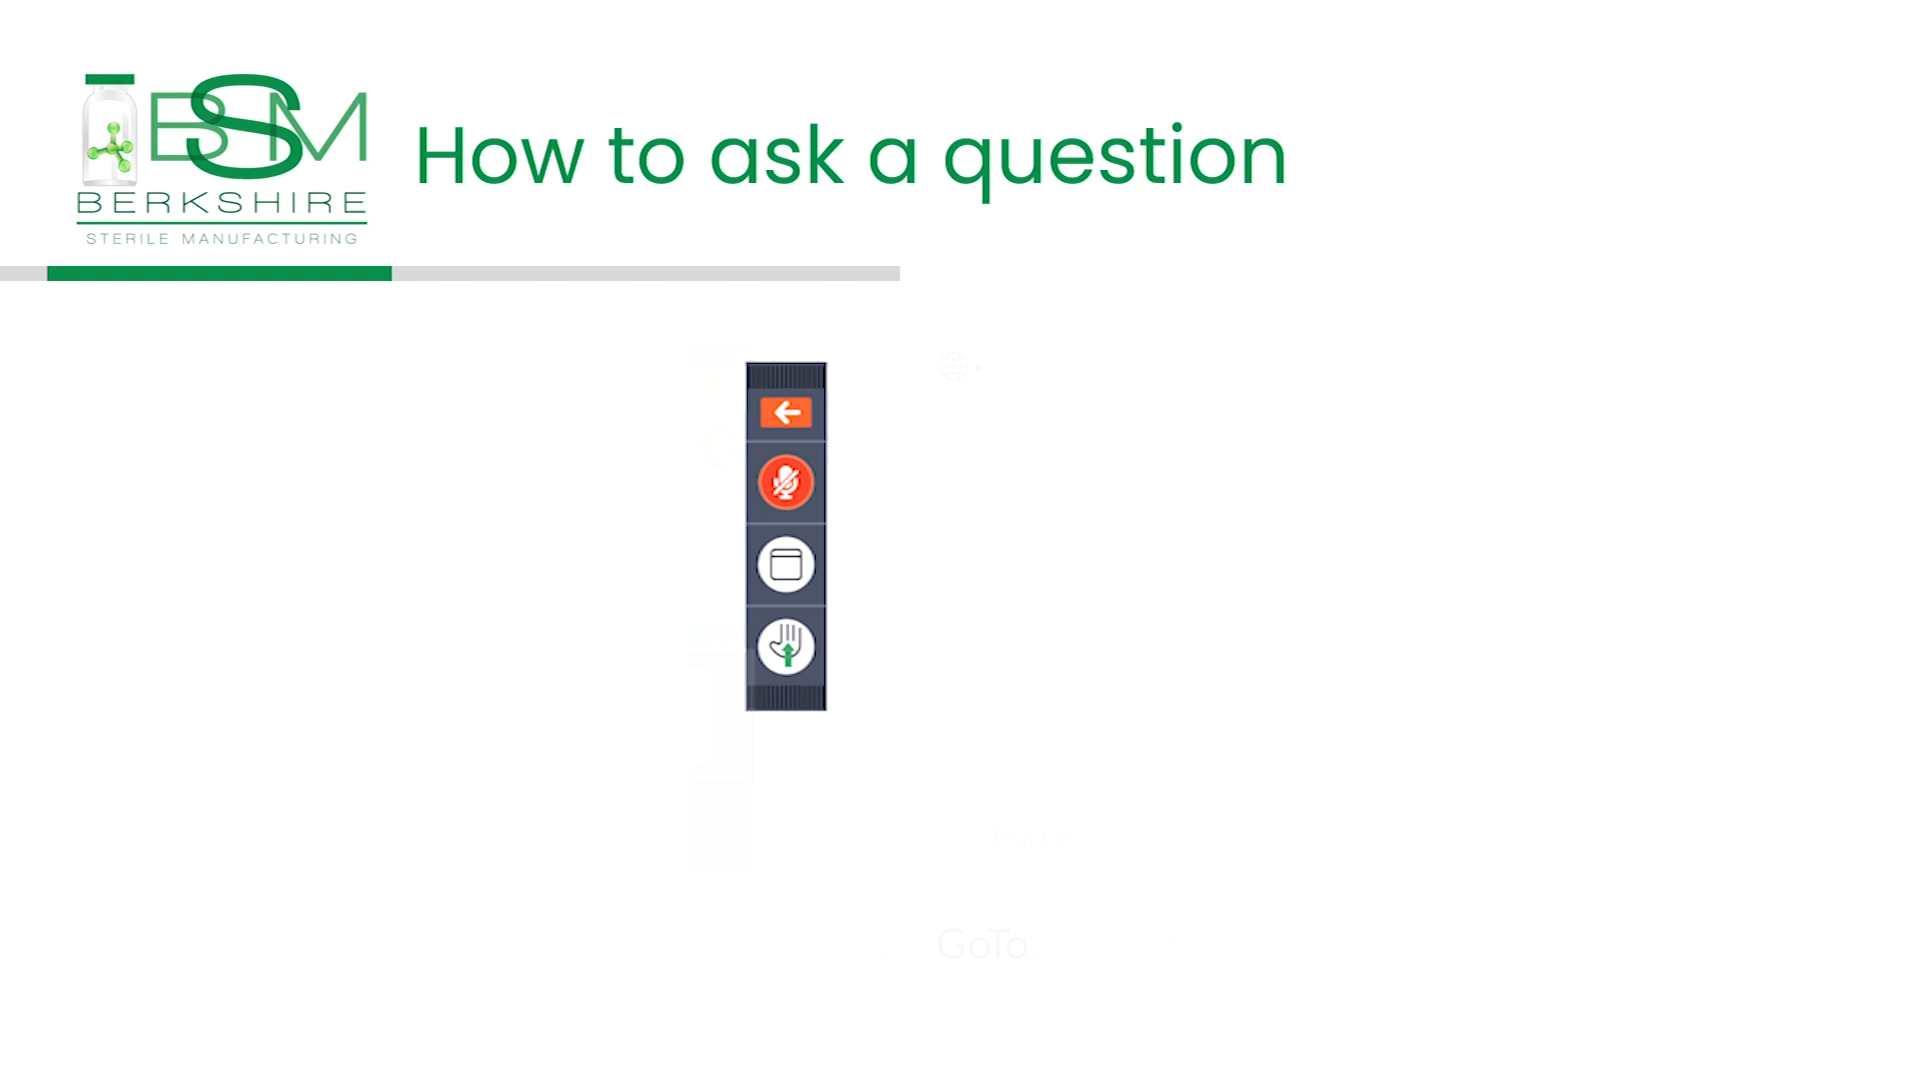 BSM
How to ask a question
BERKSHIRE
STERILE MANUFACTURING
GoTo